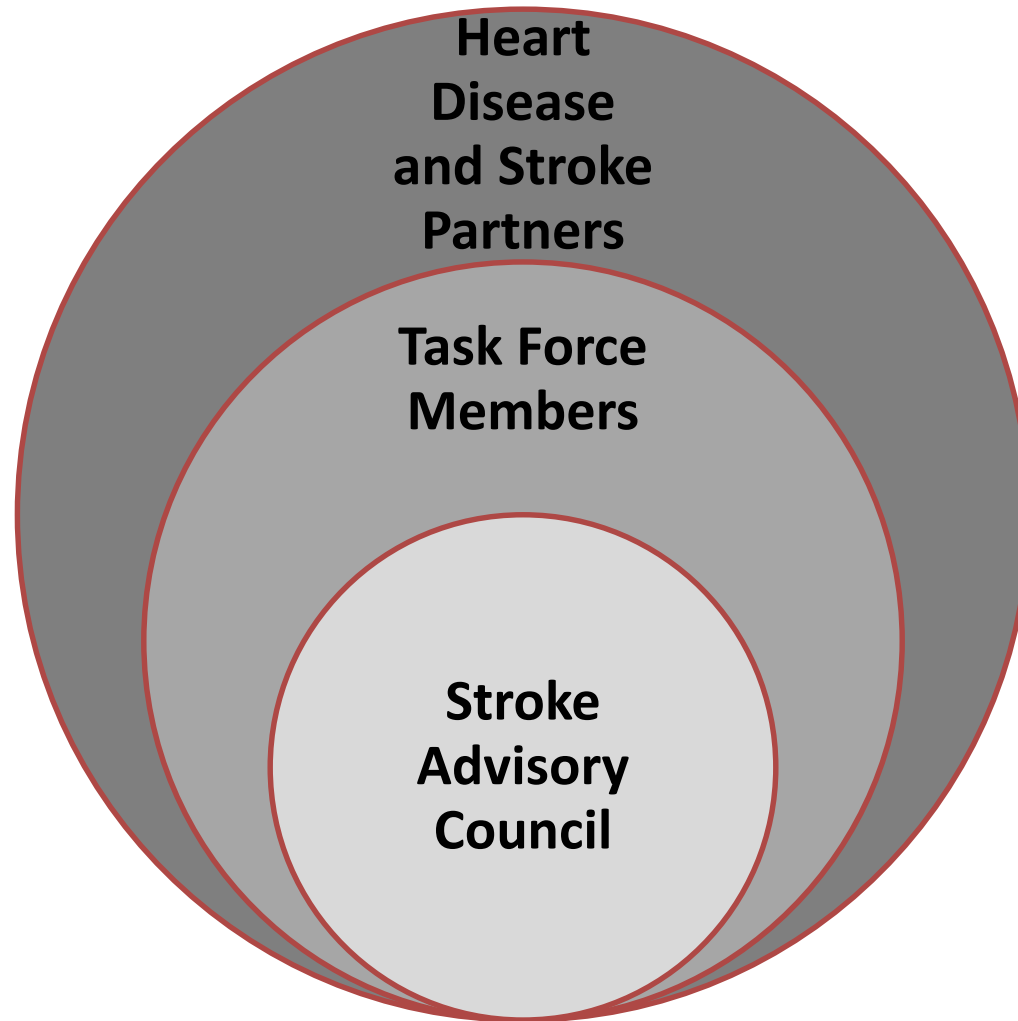 Heart
Disease
and Stroke
Partners
Task Force
Members
Stroke
Advisory
Council